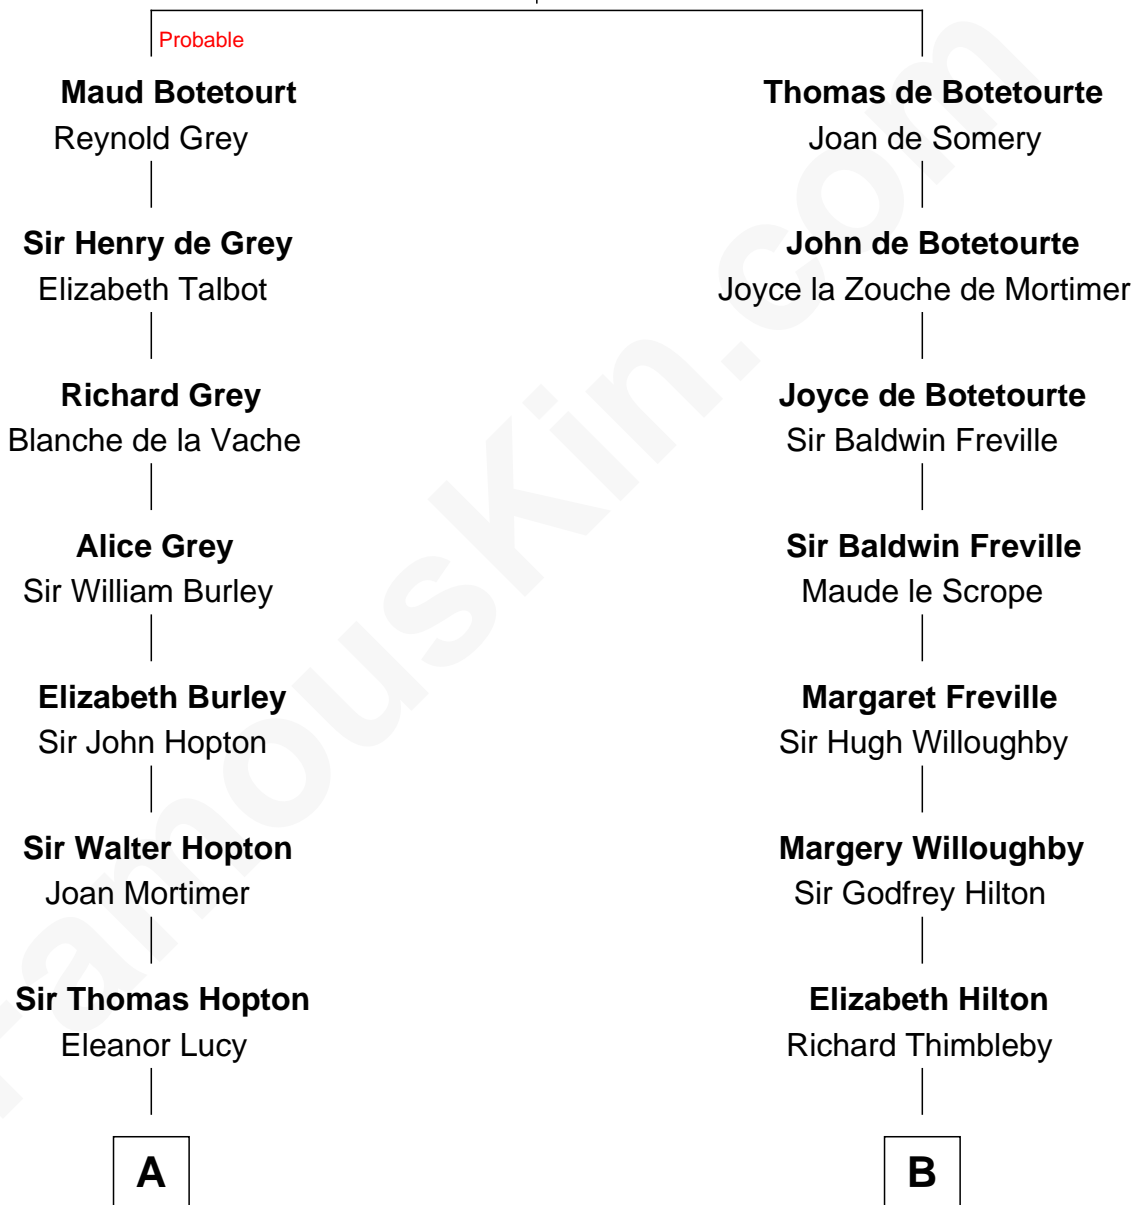 Probable
Maud Botetourt
Reynold Grey
Sir Henry de Grey
Elizabeth Talbot
Richard Grey
Blanche de la Vache
Alice Grey
Sir William Burley
Elizabeth Burley
Sir John Hopton
Sir Walter Hopton
Joan Mortimer
Sir Thomas Hopton
Eleanor Lucy
A
Thomas de Botetourte
Joan de Somery
John de Botetourte
Joyce la Zouche de Mortimer
Joyce de Botetourte
Sir Baldwin Freville
Sir Baldwin Freville
Maude le Scrope
Margaret Freville
Sir Hugh Willoughby
Margery Willoughby
Sir Godfrey Hilton
Elizabeth Hilton
Richard Thimbleby
B
FamousKin.com